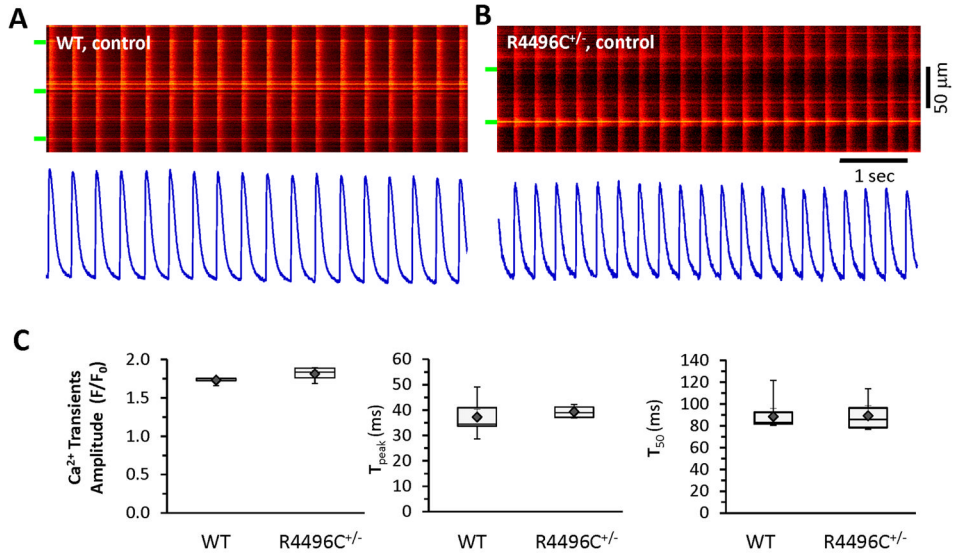 A
WT, control
B
R4496C+/-, control
50 µm
1 sec
C
Ca2+ Transients
Amplitude (F/F0)
2.0
1.5
1.0
0.5
0.0
WT
R4496C+/-
Tpeak (ms)
60
50
40
30
20
10
0
WT
R4496C+/-
T50 (ms)
140
120
100
80
60
40
20
0
WT
R4496C+/-